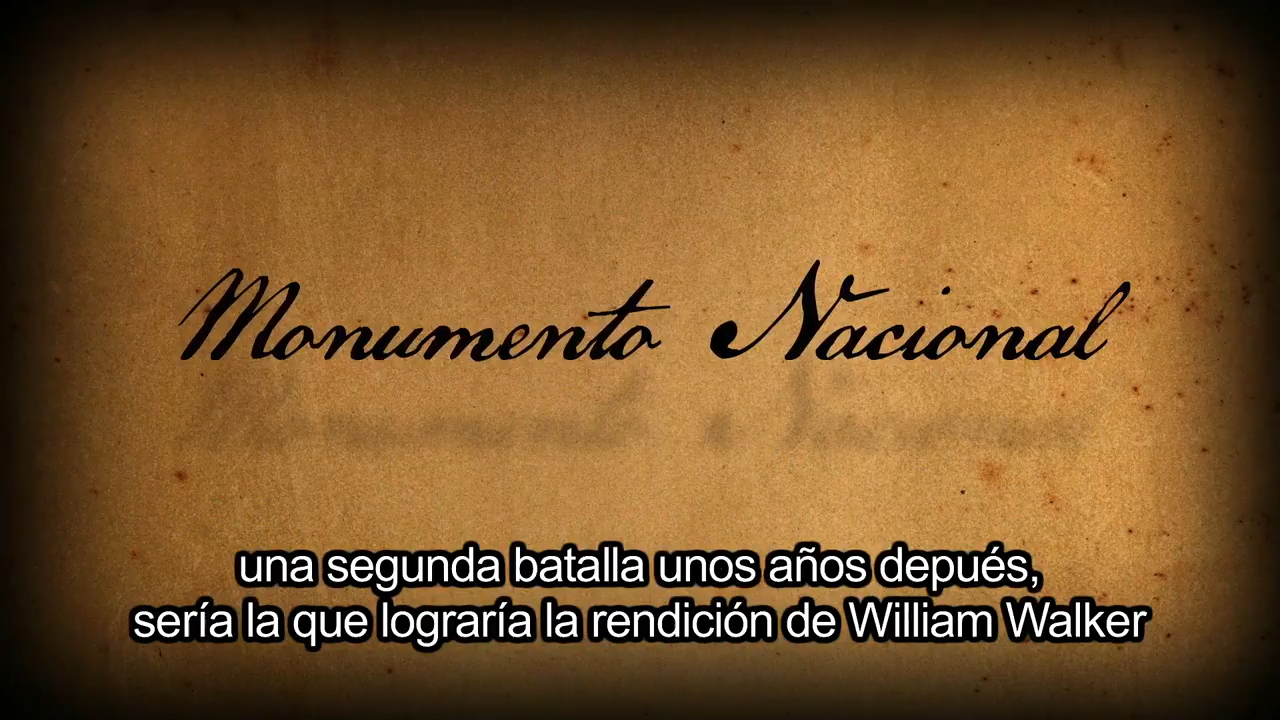 Monumento Nacional
una segunda batalla unos años depués,
sería la que lograría la rendición de William Walker